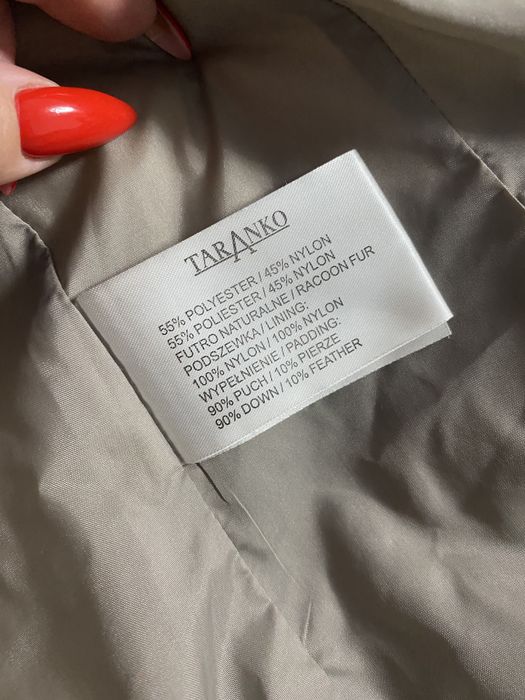 TARANKO
55% POLYESTER / 45% NYLON
55% POLIESTER / 45% NYLON
FUTRO NATURALNE / RACOON FUR
PODSZEWKA / LINING:
100% NYLON / 100% NYLON
WYPEŁNIENIE / PADDING:
90% PUCH / 10% PIERZE
90% DOWN / 10% FEATHER